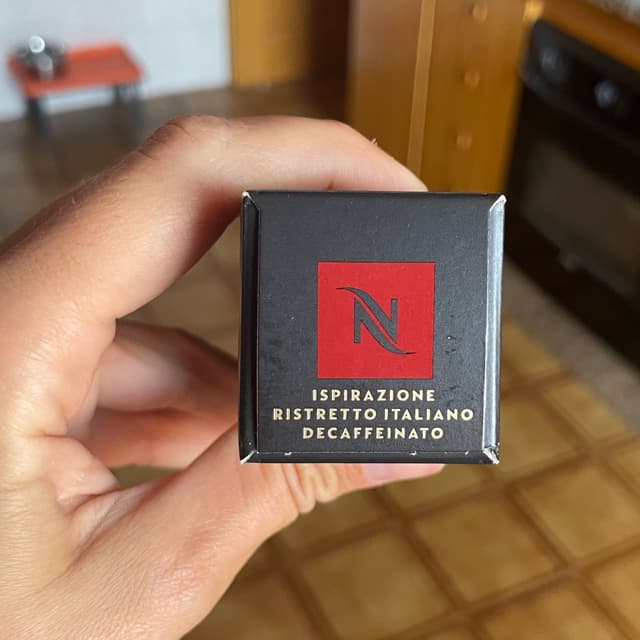 N
ISPIRAZIONE
RISTRETTO ITALIANO
DECAFFEINATO